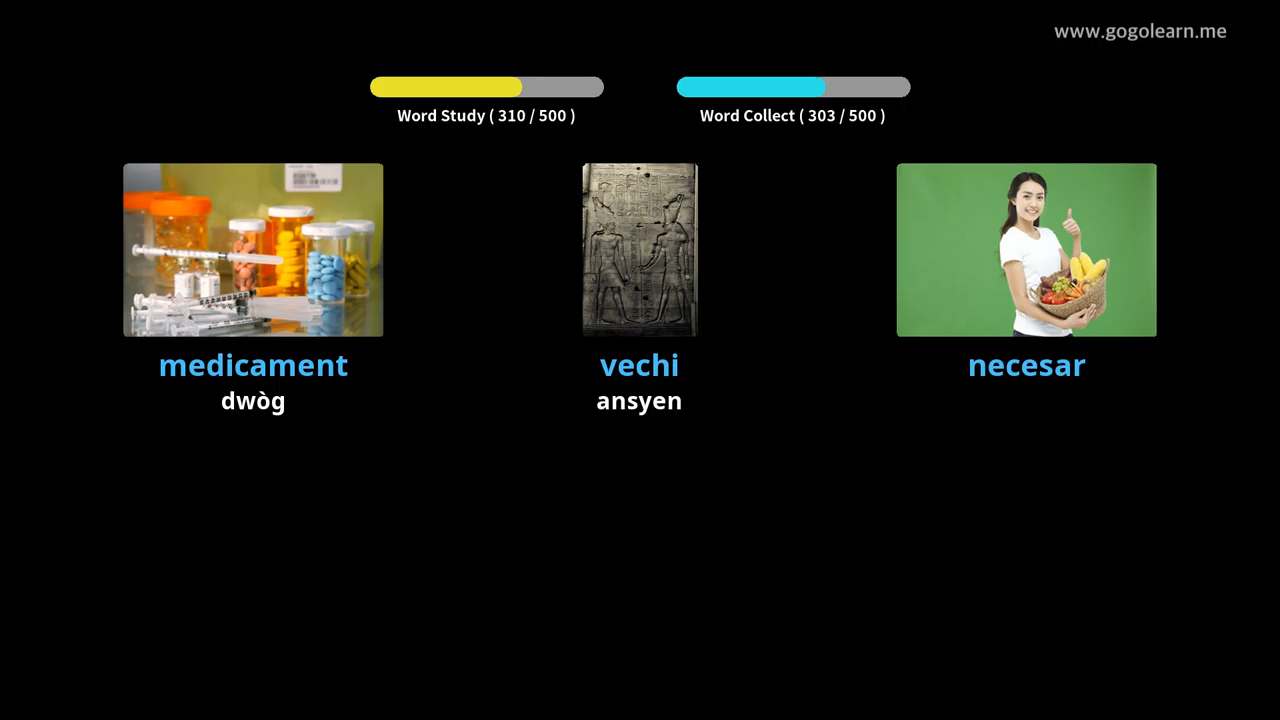 www.gogolearn.me
Word Study ( 310 / 500 )
Word Collect ( 303 / 500 )
medicament
vechi
necesar
dwòg
ansyen